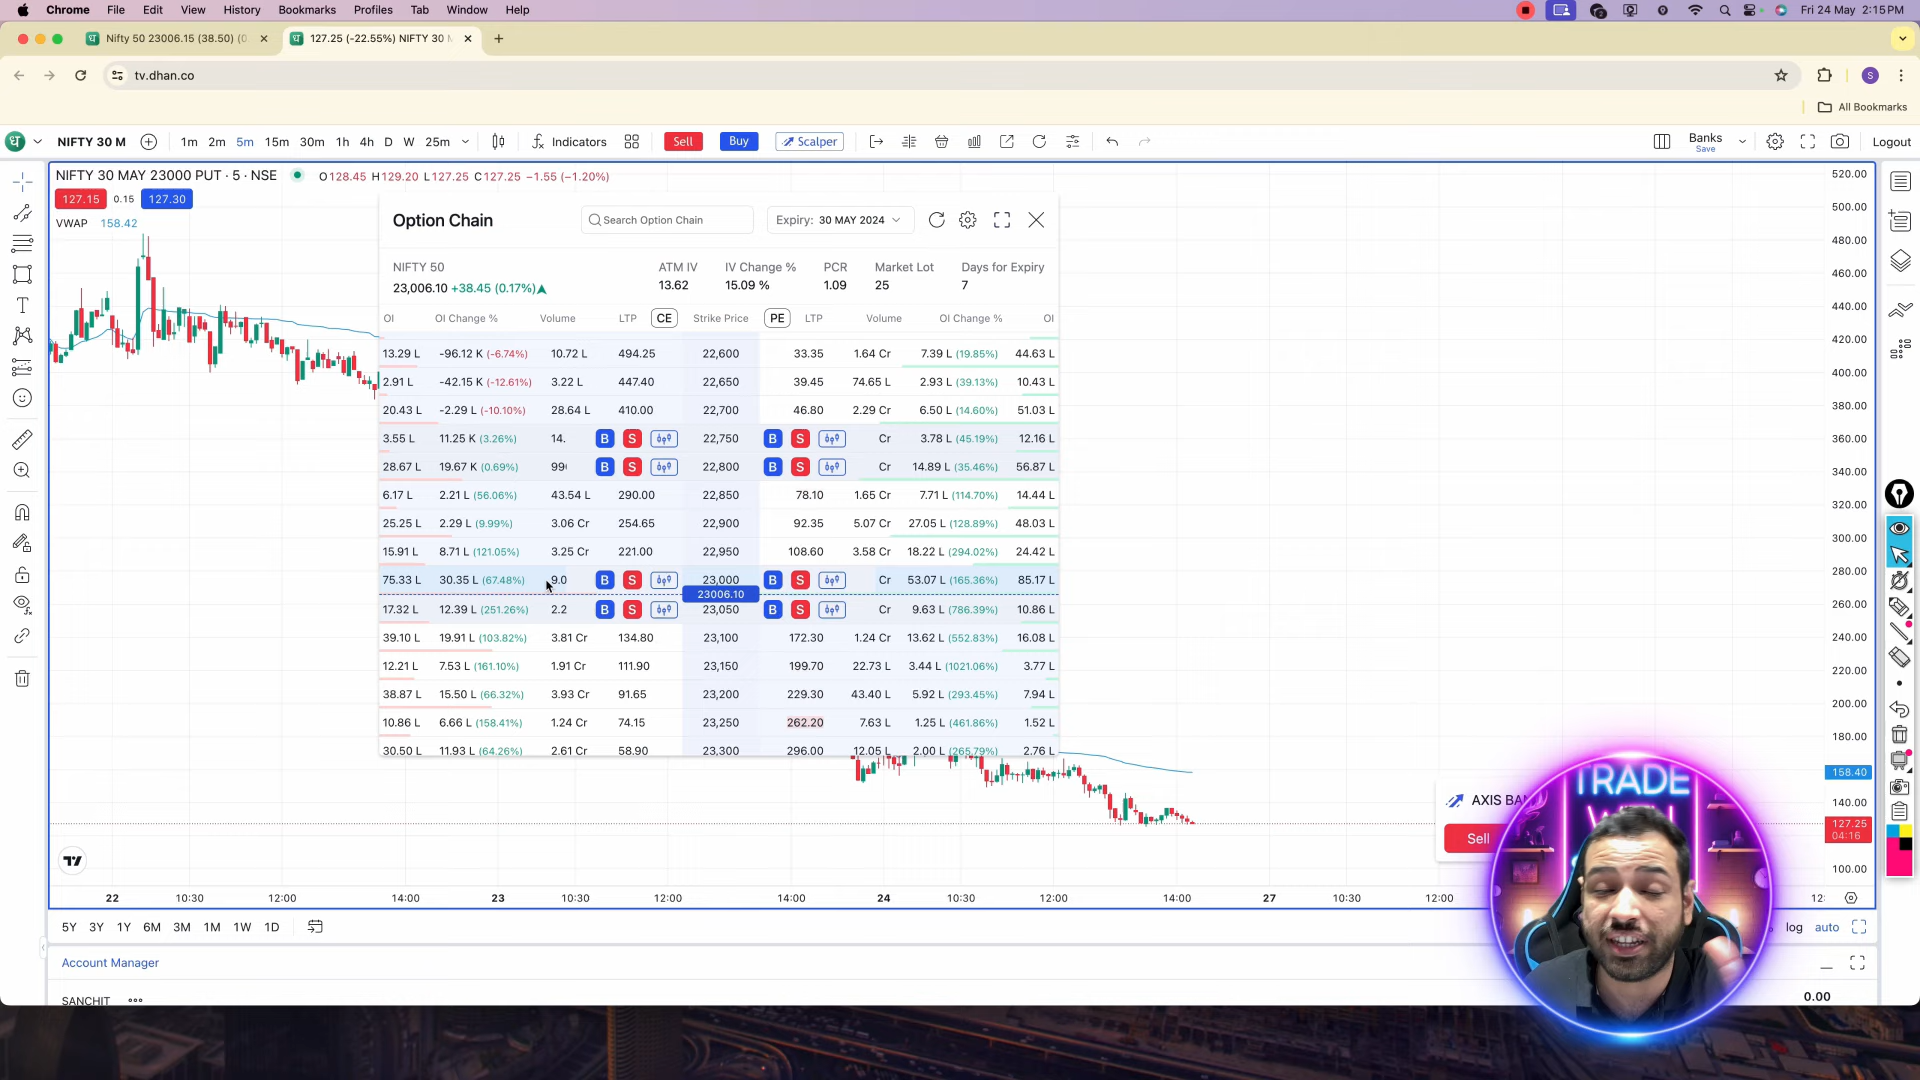 Chrome File Edit View History Bookmarks Profiles Tab Window Help Fri 24 May 2:15 PM
Nifty 50 23006.15 (38.50) (0. 127.25 (-22.55%) NIFTY 30
tv.dhan.co
All Bookmarks
NIFTY 30 M 1m 2m 5m 15m 30m 1h 4h D W 25m Indicators Sell Buy Scalper Banks Save Logout
NIFTY 30 MAY 23000 PUT · 5 · NSE O128.45 H129.20 L127.25 C127.25 −1.55 (−1.20%)
127.15 0.15 127.30
VWAP 158.42
Option Chain Search Option Chain Expiry: 30 MAY 2024
NIFTY 50 ATM IV IV Change % PCR Market Lot Days for Expiry
23,006.10 +38.45 (0.17%) 13.62 15.09 % 1.09 25 7
OI OI Change % Volume LTP CE Strike Price PE LTP Volume OI Change % OI
13.29 L -96.12 K (-6.74%) 10.72 L 494.25 22,600 33.35 1.64 Cr 7.39 L (19.85%) 44.63 L
2.91 L -42.15 K (-12.61%) 3.22 L 447.40 22,650 39.45 74.65 L 2.93 L (39.13%) 10.43 L
20.43 L -2.29 L (-10.10%) 28.64 L 410.00 22,700 46.80 2.29 Cr 6.50 L (14.60%) 51.03 L
3.55 L 11.25 K (3.26%) 14. B S 22,750 B S Cr 3.78 L (45.19%) 12.16 L
28.67 L 19.67 K (0.69%) 99 B S 22,800 B S Cr 14.89 L (35.46%) 56.87 L
6.17 L 2.21 L (56.06%) 43.54 L 290.00 22,850 78.10 1.65 Cr 7.71 L (114.70%) 14.44 L
25.25 L 2.29 L (9.99%) 3.06 Cr 254.65 22,900 92.35 5.07 Cr 27.05 L (128.89%) 48.03 L
15.91 L 8.71 L (121.05%) 3.25 Cr 221.00 22,950 108.60 3.58 Cr 18.22 L (294.02%) 24.42 L
75.33 L 30.35 L (67.48%) 9.0 B S 23,000 B S Cr 53.07 L (165.36%) 85.17 L
23006.10
17.32 L 12.39 L (251.26%) 2.2 B S 23,050 B S Cr 9.63 L (786.39%) 10.86 L
39.10 L 19.91 L (103.82%) 3.81 Cr 134.80 23,100 172.30 1.24 Cr 13.62 L (552.83%) 16.08 L
12.21 L 7.53 L (161.10%) 1.91 Cr 111.90 23,150 199.70 22.73 L 3.44 L (1021.06%) 3.77 L
38.87 L 15.50 L (66.32%) 3.93 Cr 91.65 23,200 229.30 43.40 L 5.92 L (293.45%) 7.94 L
10.86 L 6.66 L (158.41%) 1.24 Cr 74.15 23,250 262.20 7.63 L 1.25 L (461.86%) 1.52 L
30.50 L 11.93 L (64.26%) 2.61 Cr 58.90 23,300 296.00 12.05 L 2.00 L (265.79%) 2.76 L
520.00
500.00
480.00
460.00
440.00
420.00
400.00
380.00
360.00
340.00
320.00
300.00
280.00
260.00
240.00
220.00
200.00
180.00
158.40
140.00
127.25
04:16
100.00
AXIS BAN
Sell
TRADE
22 10:30 12:00 14:00 23 10:30 12:00 14:00 24 10:30 12:00 14:00 27 10:30 12:00 12:
5Y 3Y 1Y 6M 3M 1M 1W 1D log auto
Account Manager
SANCHIT 0.00